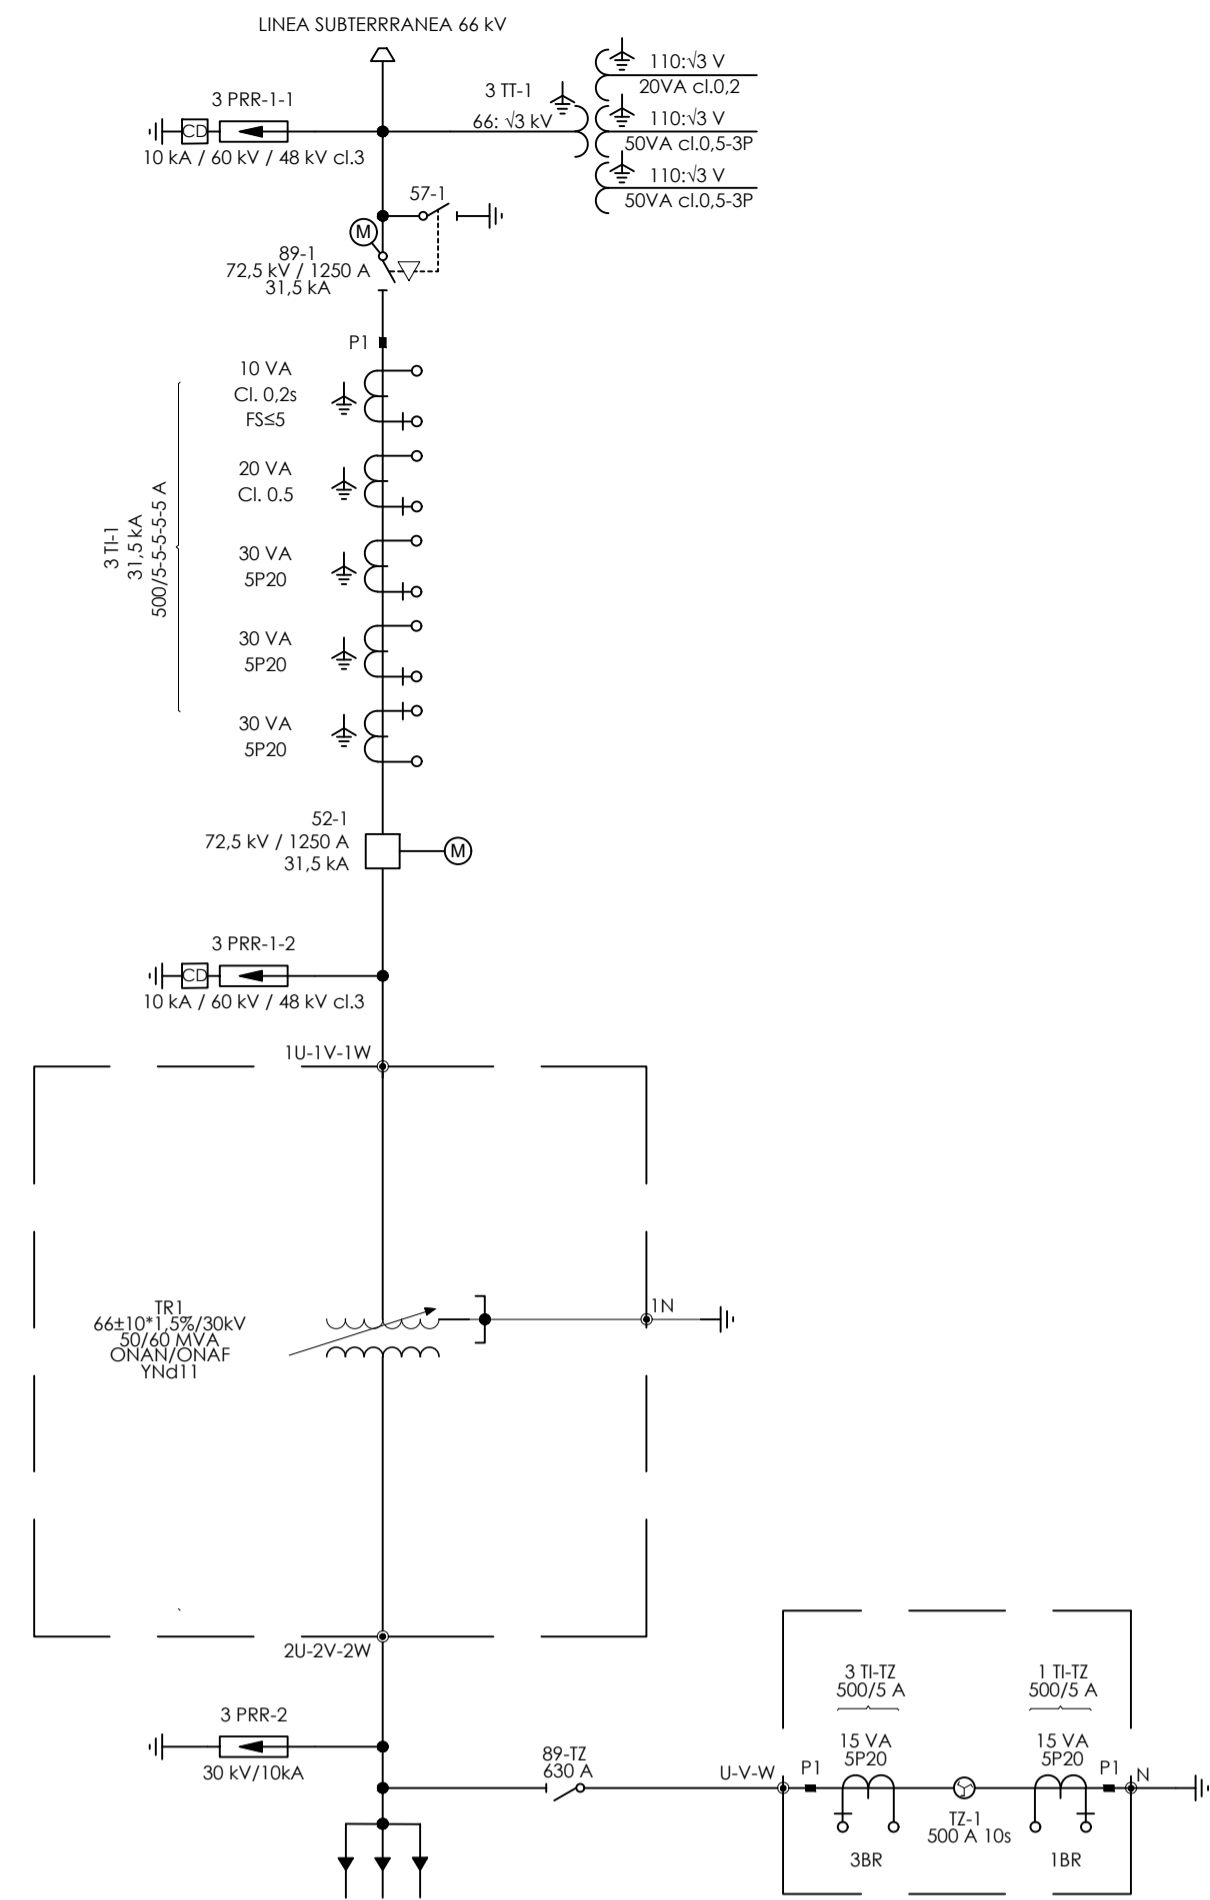 LINEA SUBTERRRANEA 66 kV
3 PRR-1-1
CD
10 kA / 60 kV / 48 kV cl.3
3 TT-1
66: √3 kV
110:√3 V
20VA cl.0,2
110:√3 V
50VA cl.0,5-3P
110:√3 V
50VA cl.0,5-3P
57-1
M
89-1
72,5 kV / 1250 A
31,5 kA
P1
3 TI-1
31,5 kA
500/5-5-5-5-5 A
10 VA
Cl. 0,2s
FS≤5
20 VA
Cl. 0.5
30 VA
5P20
30 VA
5P20
30 VA
5P20
52-1
72,5 kV / 1250 A
31,5 kA
M
3 PRR-1-2
CD
10 kA / 60 kV / 48 kV cl.3
1U-1V-1W
TR1
66±10*1,5%/30kV
50/60 MVA
ONAN/ONAF
YNd11
1N
2U-2V-2W
3 PRR-2
30 kV/10kA
89-TZ
630 A
U-V-W
3 TI-TZ
500/5 A
15 VA
5P20
P1
3BR
TZ-1
500 A 10s
1 TI-TZ
500/5 A
15 VA
5P20
P1
N
1BR